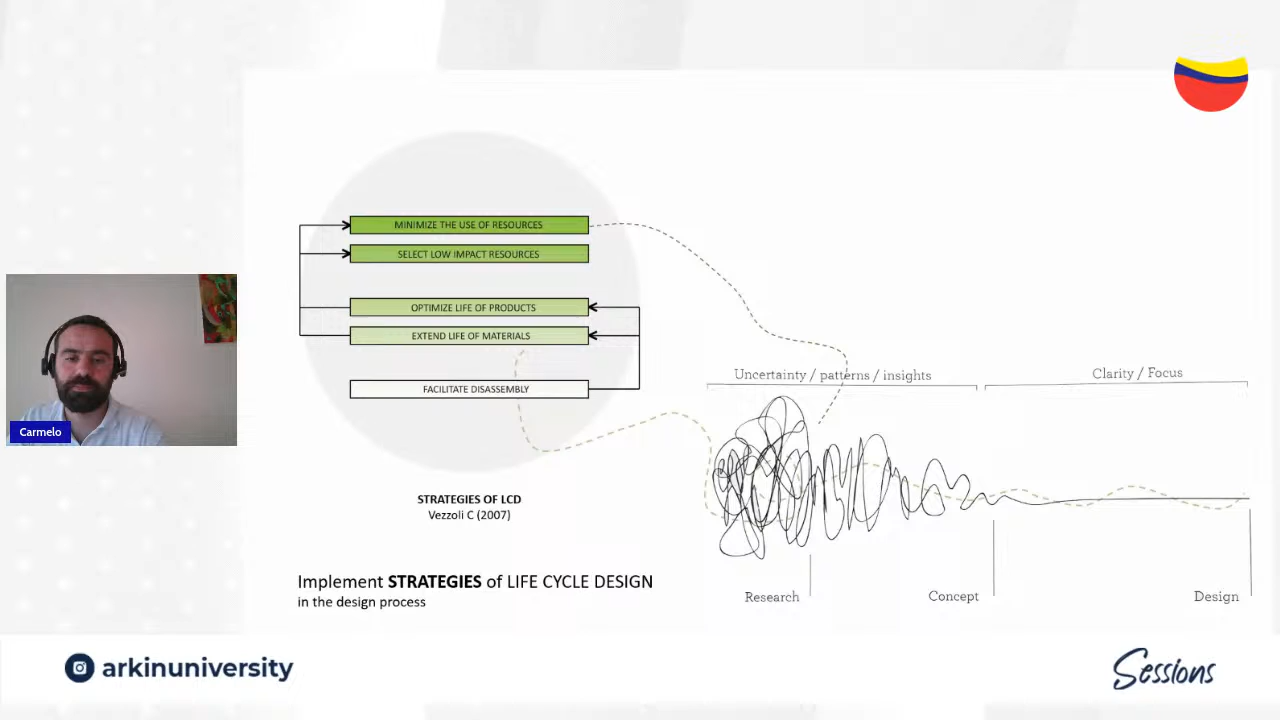 MINIMIZE THE USE OF RESOURCES
SELECT LOW IMPACT RESOURCES
OPTIMIZE LIFE OF PRODUCTS
EXTEND LIFE OF MATERIALS
FACILITATE DISASSEMBLY
STRATEGIES OF LCD
Vezzoli C (2007)
Implement STRATEGIES of LIFE CYCLE DESIGN
in the design process
Uncertainty / patterns / insights
Clarity / Focus
Research
Concept
Design
Carmelo
arkinuniversity
Sessions